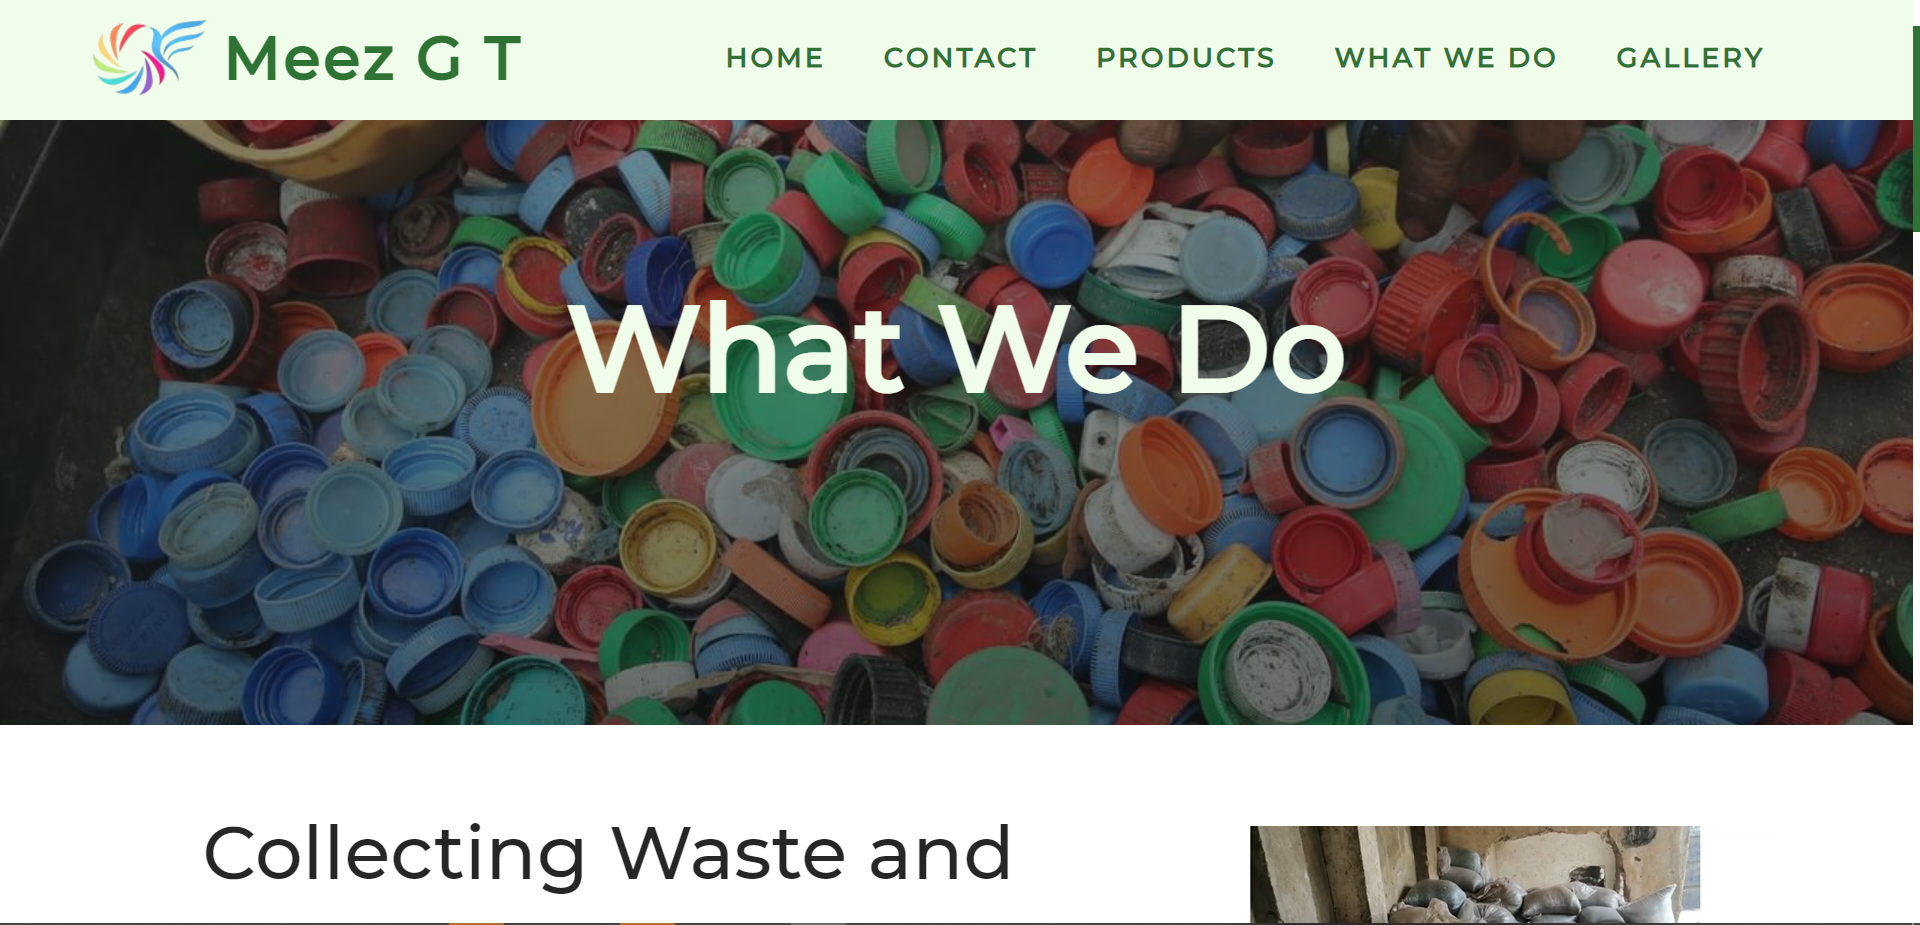 Meez G T
HOME CONTACT PRODUCTS WHAT WE DO GALLERY
What We Do
Collecting Waste and